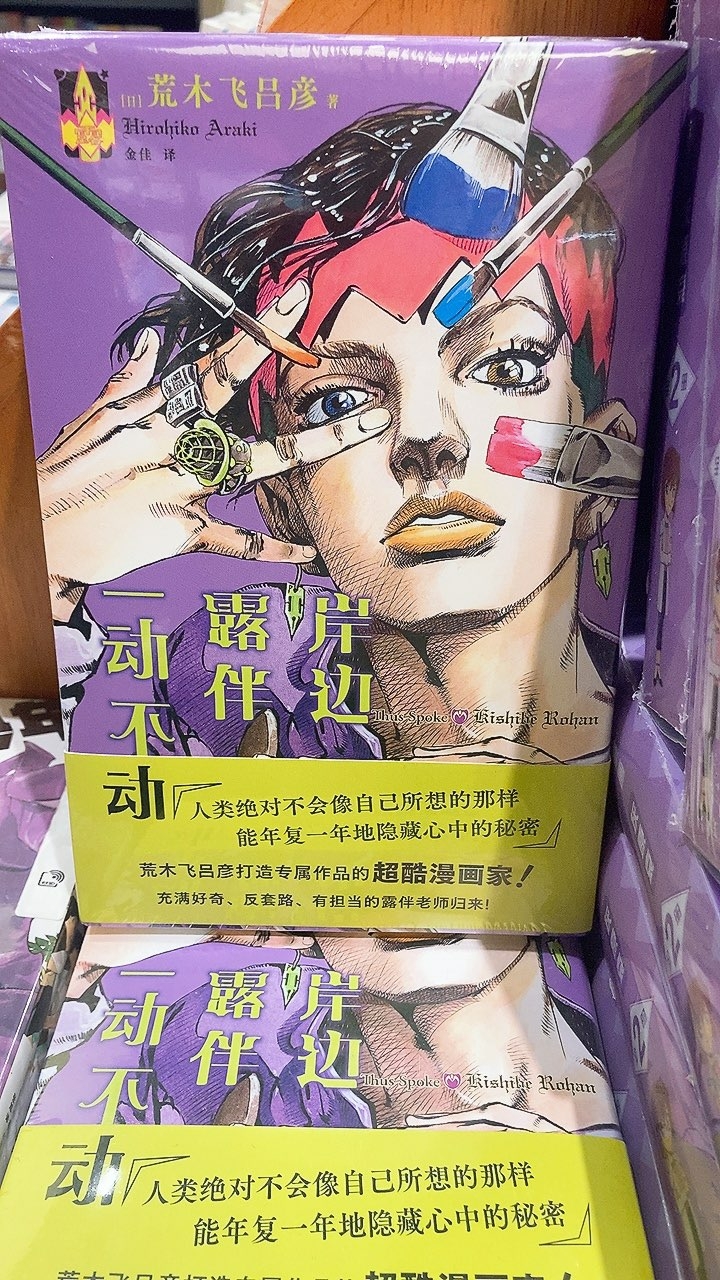 [日]荒木飞吕彦 著
Hirohiko Araki
金佳 译
岸边
露伴
一动不动
Thus Spoke Kishibe Rohan
「人类绝对不会像自己所想的那样
能年复一年地隐藏心中的秘密」
荒木飞吕彦打造专属作品的超酷漫画家！
充满好奇、反套路、有担当的露伴老师归来！
岸边
露伴
一动不动
Thus Spoke Kishibe Rohan
「人类绝对不会像自己所想的那样
能年复一年地隐藏心中的秘密」